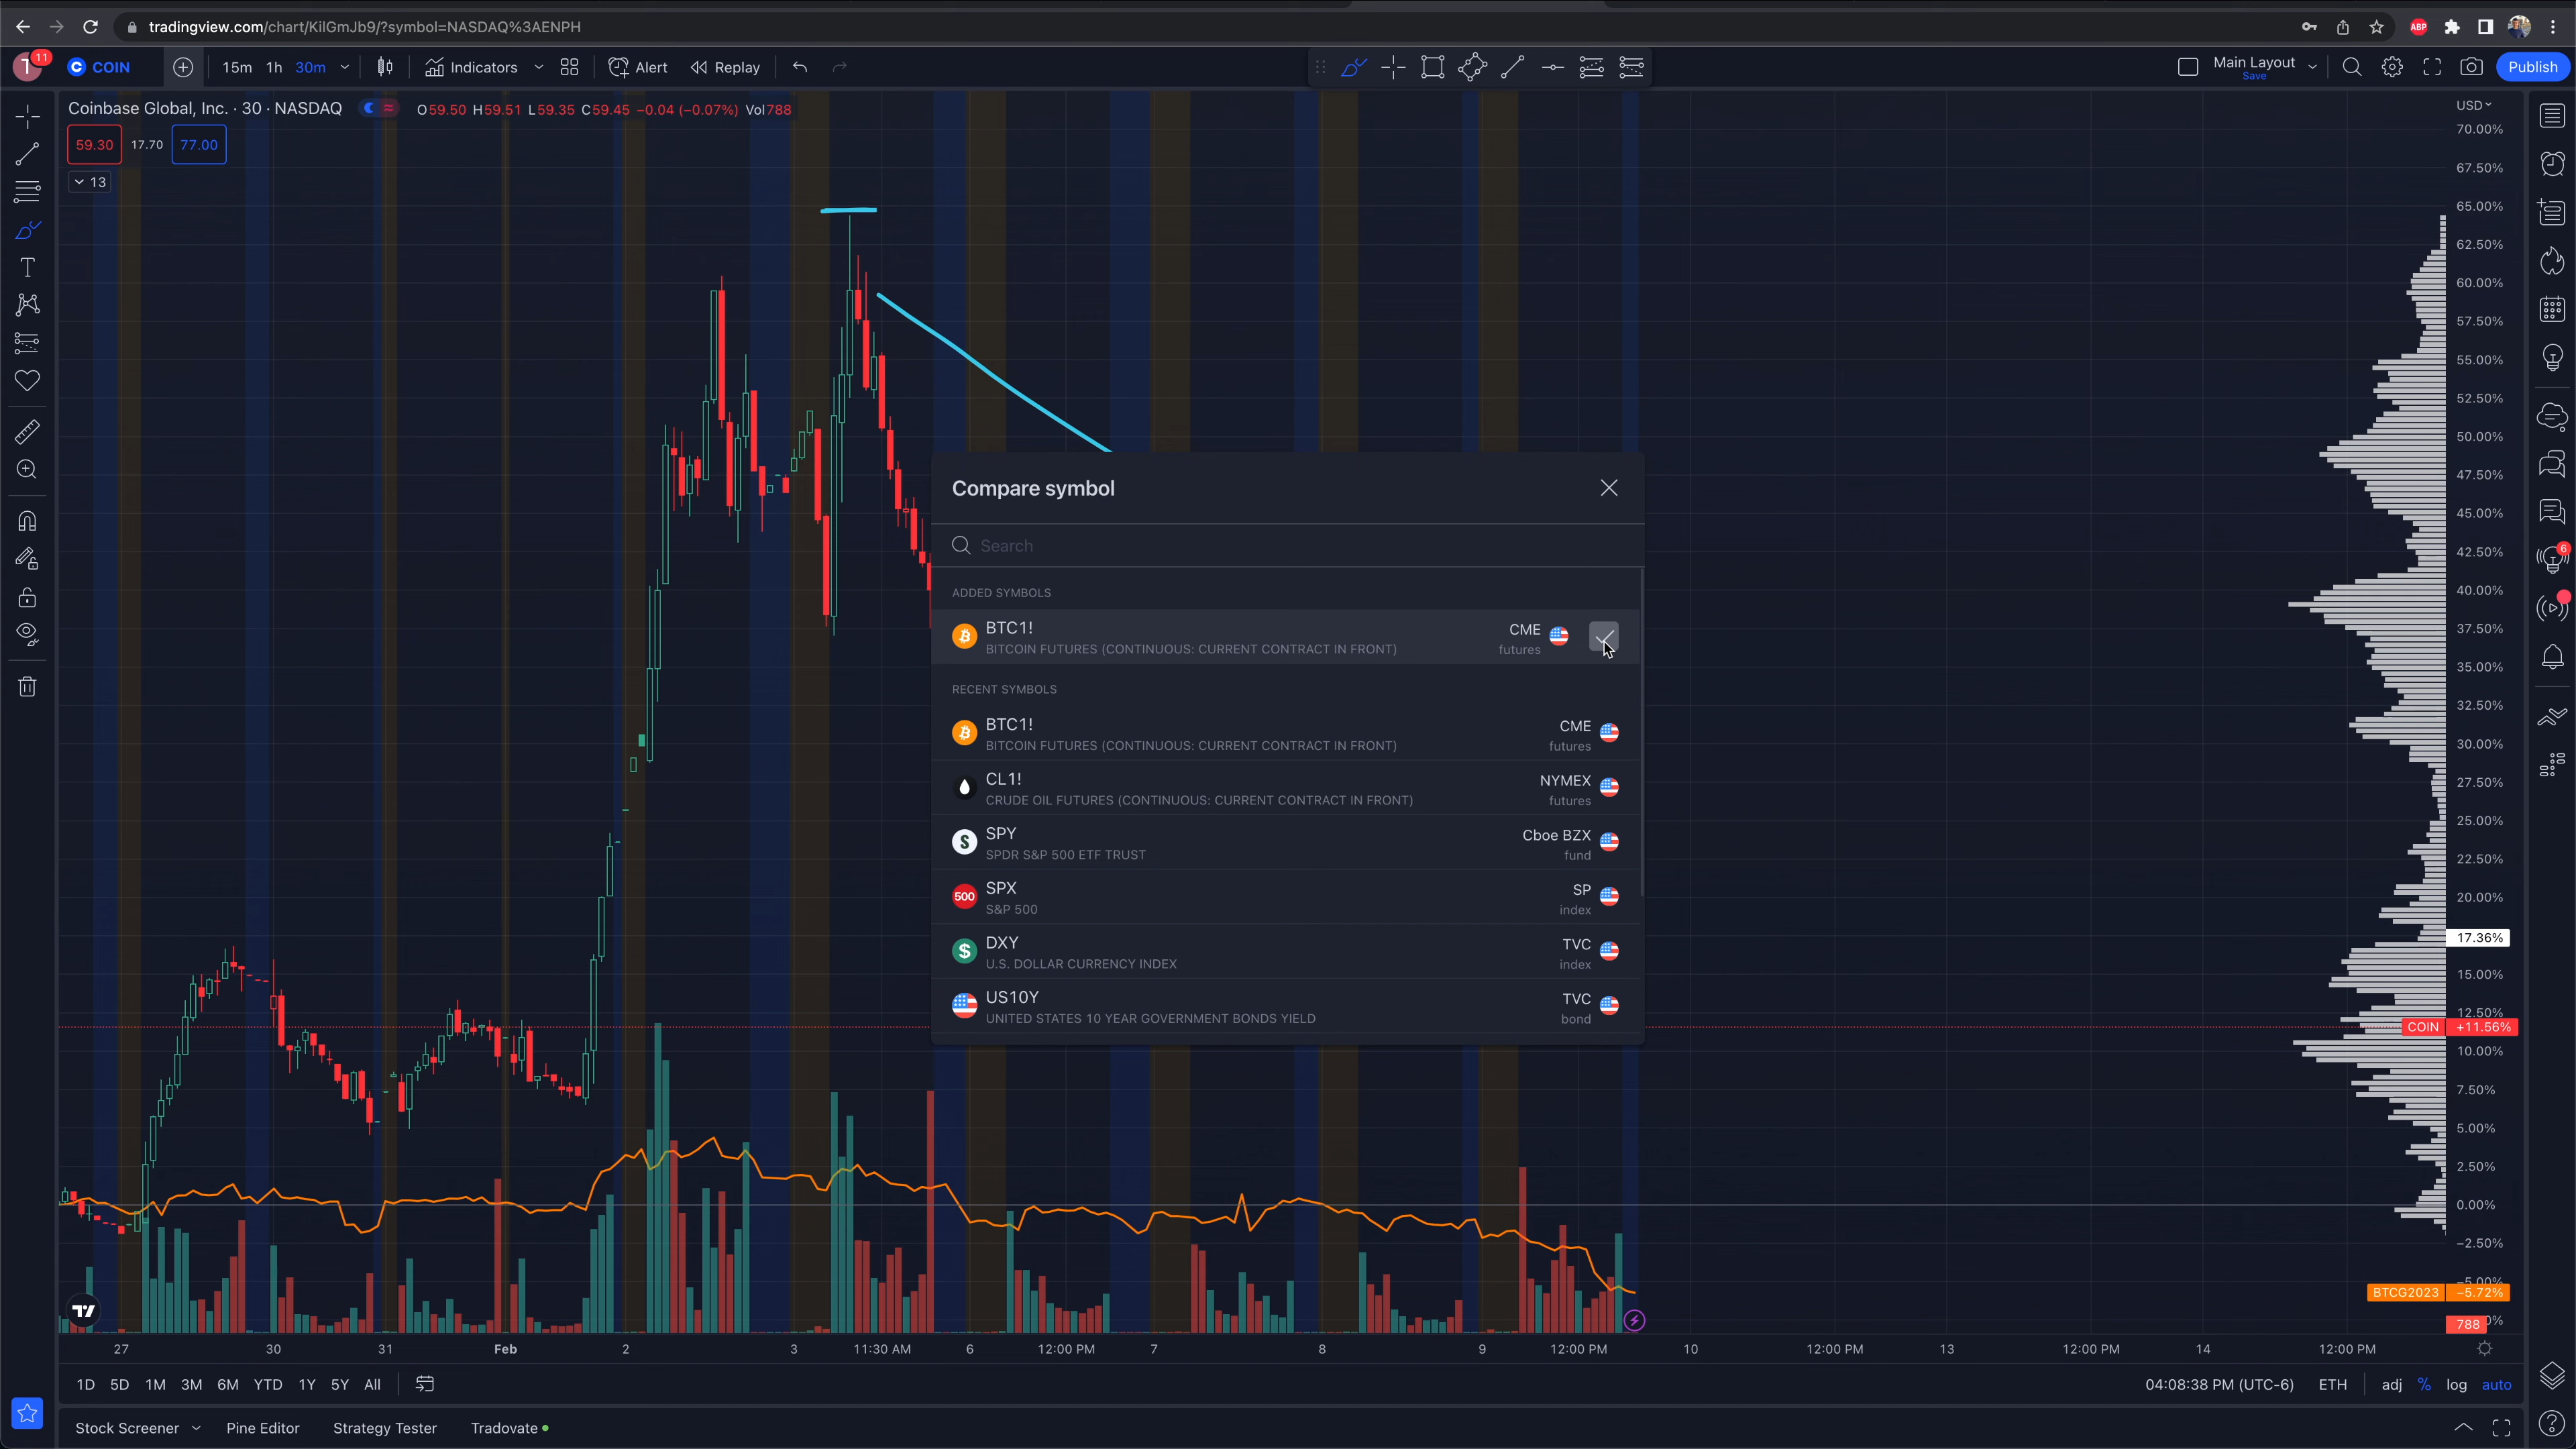 tradingview.com/chart/KilGmJb9/?symbol=NASDAQ%3AENPH
ABP
T 11
COIN
15m 1h 30m
Indicators
Alert
Replay
Main Layout
Save
Publish
Coinbase Global, Inc. · 30 · NASDAQ
O59.50 H59.51 L59.35 C59.45 −0.04 (−0.07%) Vol788
59.30 17.70 77.00
13
USD
70.00%
67.50%
65.00%
62.50%
60.00%
57.50%
55.00%
52.50%
50.00%
47.50%
45.00%
42.50%
40.00%
37.50%
35.00%
32.50%
30.00%
27.50%
25.00%
22.50%
20.00%
17.36%
15.00%
12.50%
COIN +11.56%
10.00%
7.50%
5.00%
2.50%
0.00%
−2.50%
−5.00%
BTCG2023 −5.72%
788
6
Compare symbol
Search
ADDED SYMBOLS
BTC1! CME
BITCOIN FUTURES (CONTINUOUS: CURRENT CONTRACT IN FRONT) futures
RECENT SYMBOLS
BTC1! CME
BITCOIN FUTURES (CONTINUOUS: CURRENT CONTRACT IN FRONT) futures
CL1! NYMEX
CRUDE OIL FUTURES (CONTINUOUS: CURRENT CONTRACT IN FRONT) futures
S SPY Cboe BZX
SPDR S&P 500 ETF TRUST fund
500 SPX SP
S&P 500 index
$ DXY TVC
U.S. DOLLAR CURRENCY INDEX index
US10Y TVC
UNITED STATES 10 YEAR GOVERNMENT BONDS YIELD bond
27 30 31 Feb 2 3 11:30 AM 6 12:00 PM 7 8 9 12:00 PM 10 12:00 PM 13 12:00 PM 14 12:00 PM
1D 5D 1M 3M 6M YTD 1Y 5Y All
04:08:38 PM (UTC-6) ETH adj % log auto
Stock Screener Pine Editor Strategy Tester Tradovate